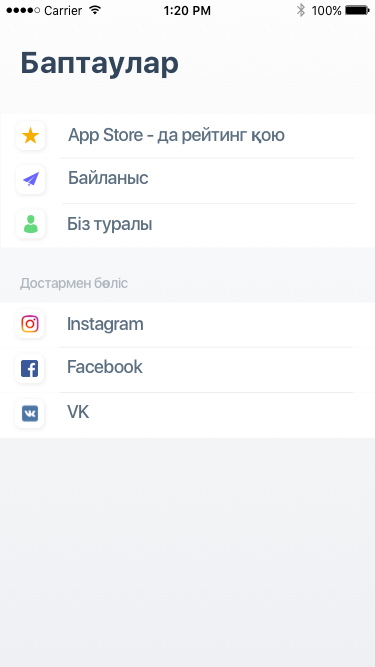 Carrier 1:20 PM 100%
Баптаулар
App Store - да рейтинг қою
Байланыс
Біз туралы
Достармен бөліс
Instagram
Facebook
VK